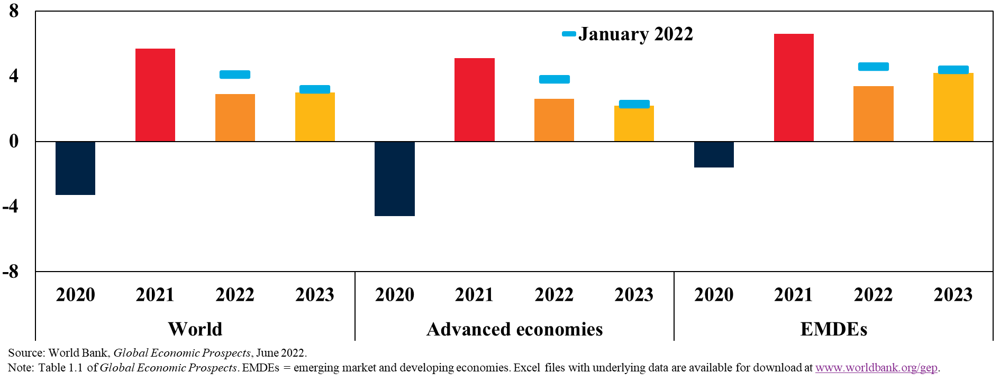 8
January 2022
4
0
-4
-8
2020 2021 2022 2023 2020 2021 2022 2023 2020 2021 2022 2023
World Advanced economies EMDEs
Source: World Bank, Global Economic Prospects, June 2022.
Note: Table 1.1 of Global Economic Prospects. EMDEs = emerging market and developing economies. Excel files with underlying data are available for download at www.worldbank.org/gep.